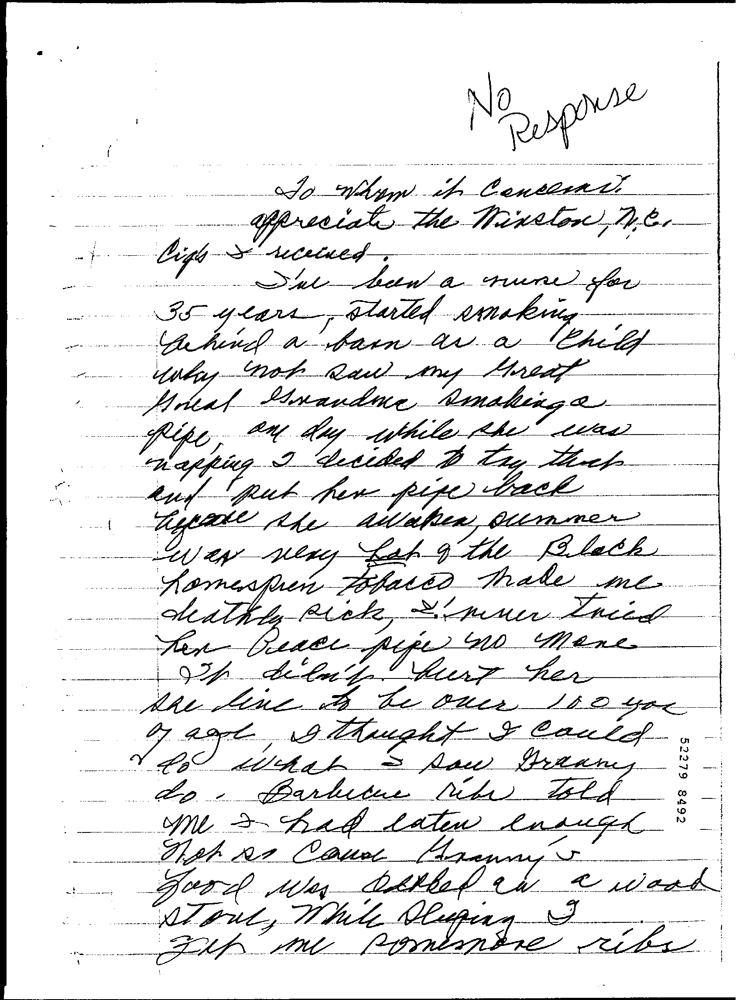 No
Response
To Whom it Concerns.
appreciate the Winston, N.C.
Cig's I received.
I've been a nurse for
35 years, started smoking
behind a barn as a Child
why not saw my Great
Great Grandma smoking a
pipe, one day while she was
napping I decided to try that
and put her pipe back
before she awaken, summer
was very hot & the Black
homespun tobacco made me
deathly sick, I never tried
her Peace pipe no more
It didn't hurt her
she live to be over 100 yrs
of age, I thought I could
do what I saw Granny
do. Barbecue ribs told
me I had eaten enough
not so Cause Granny's
food was cooked on a wood
stove, While sleeping I
get me somemore ribs
52279 8492